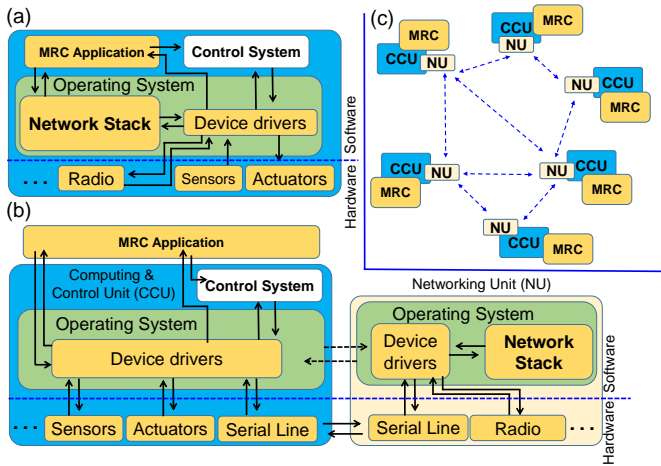 (a)
MRC Application
Control System
Operating System
Network Stack
Device drivers
Software
Hardware
. . .
Radio
Sensors
Actuators
(b)
MRC Application
Computing &
Control Unit (CCU)
Control System
Operating System
Device drivers
. . .
Sensors
Actuators
Serial Line
Networking Unit (NU)
Operating System
Device
drivers
Network
Stack
Software
Hardware
Serial Line
Radio
. . .
(c)
MRC
CCU
NU
CCU
NU
CCU
NU
MRC
CCU
NU
MRC
NU
CCU
MRC
NU
CCU
MRC